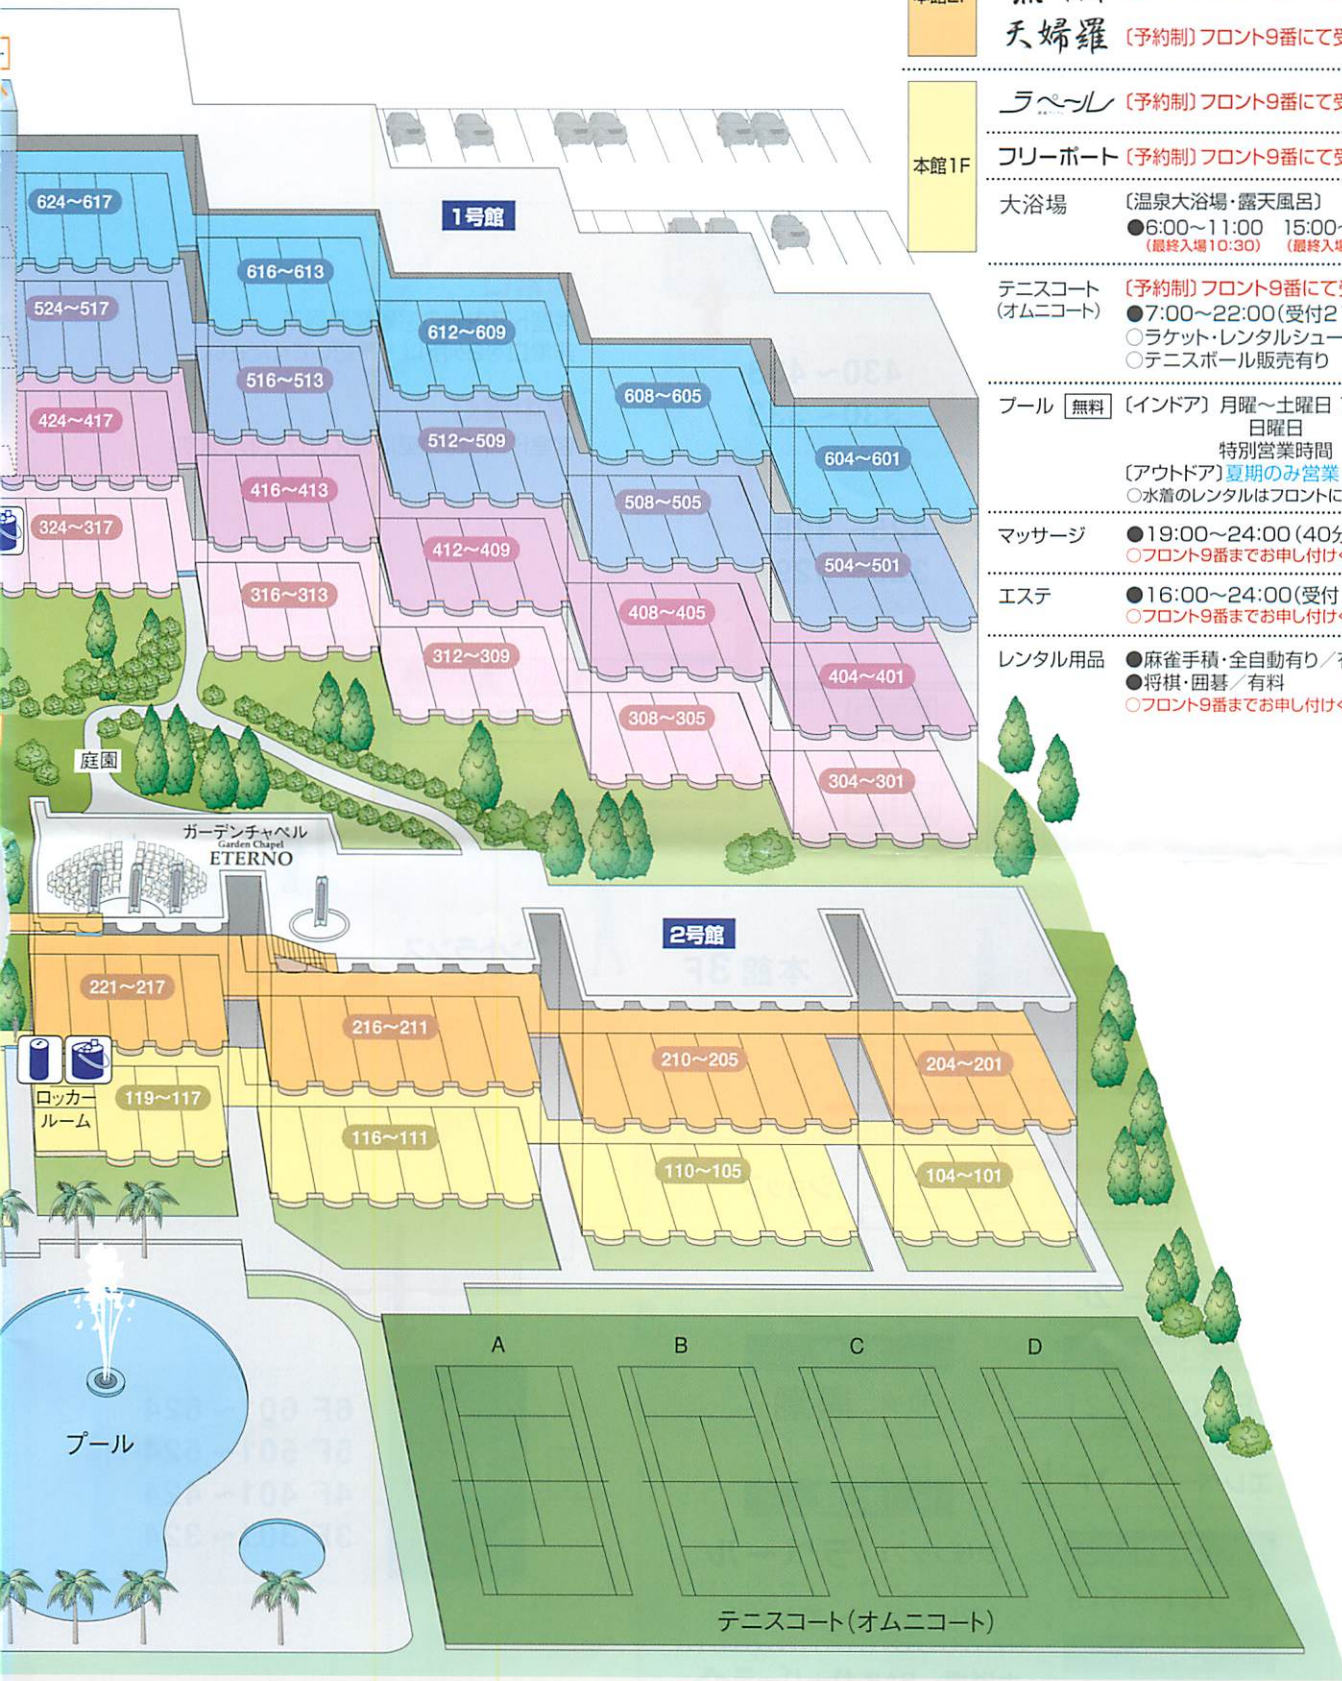 天婦羅 〔予約制〕フロント9番にて
ラペール 〔予約制〕フロント9番にて
本館1F
フリーポート 〔予約制〕フロント9番にて
大浴場 〔温泉大浴場・露天風呂〕
●6:00〜11:00 15:00〜
(最終入場10:30) (最終入場
テニスコート 〔予約制〕フロント9番にて
(オムニコート) ●7:00〜22:00(受付2
○ラケット・レンタルシュー
○テニスボール販売有り
プール 無料 〔インドア〕 月曜〜土曜日
日曜日
特別営業時間
〔アウトドア〕夏期のみ営業
○水着のレンタルはフロントに
マッサージ ●19:00〜24:00(40分
○フロント9番までお申し付け
エステ ●16:00〜24:00(受付
○フロント9番までお申し付け
レンタル用品 ●麻雀手積・全自動有り/
●将棋・囲碁/有料
○フロント9番までお申し付け
1号館
624〜617
616〜613
612〜609
608〜605
604〜601
524〜517
516〜513
512〜509
508〜505
504〜501
424〜417
416〜413
412〜409
408〜405
404〜401
324〜317
316〜313
312〜309
308〜305
304〜301
庭園
ガーデンチャペル
Garden Chapel
ETERNO
2号館
221〜217
216〜211
210〜205
204〜201
ロッカー
ルーム
119〜117
116〜111
110〜105
104〜101
プール
A
B
C
D
テニスコート(オムニコート)